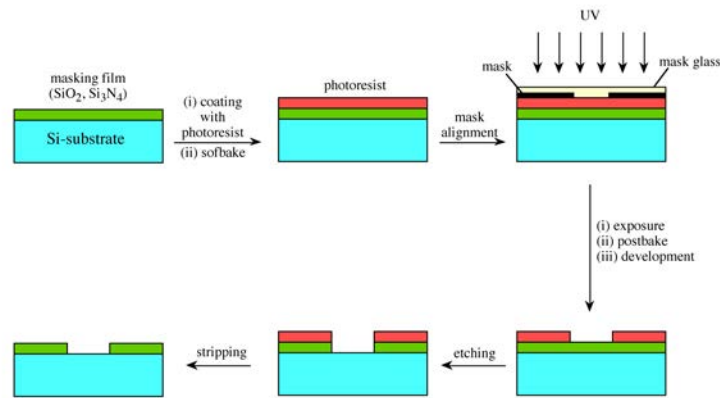 masking film
(SiO2, Si3N4)
Si-substrate
(i) coating
with
photoresist
(ii) sofbake
photoresist
mask
alignment
UV
mask
mask glass
(i) exposure
(ii) postbake
(iii) development
etching
stripping